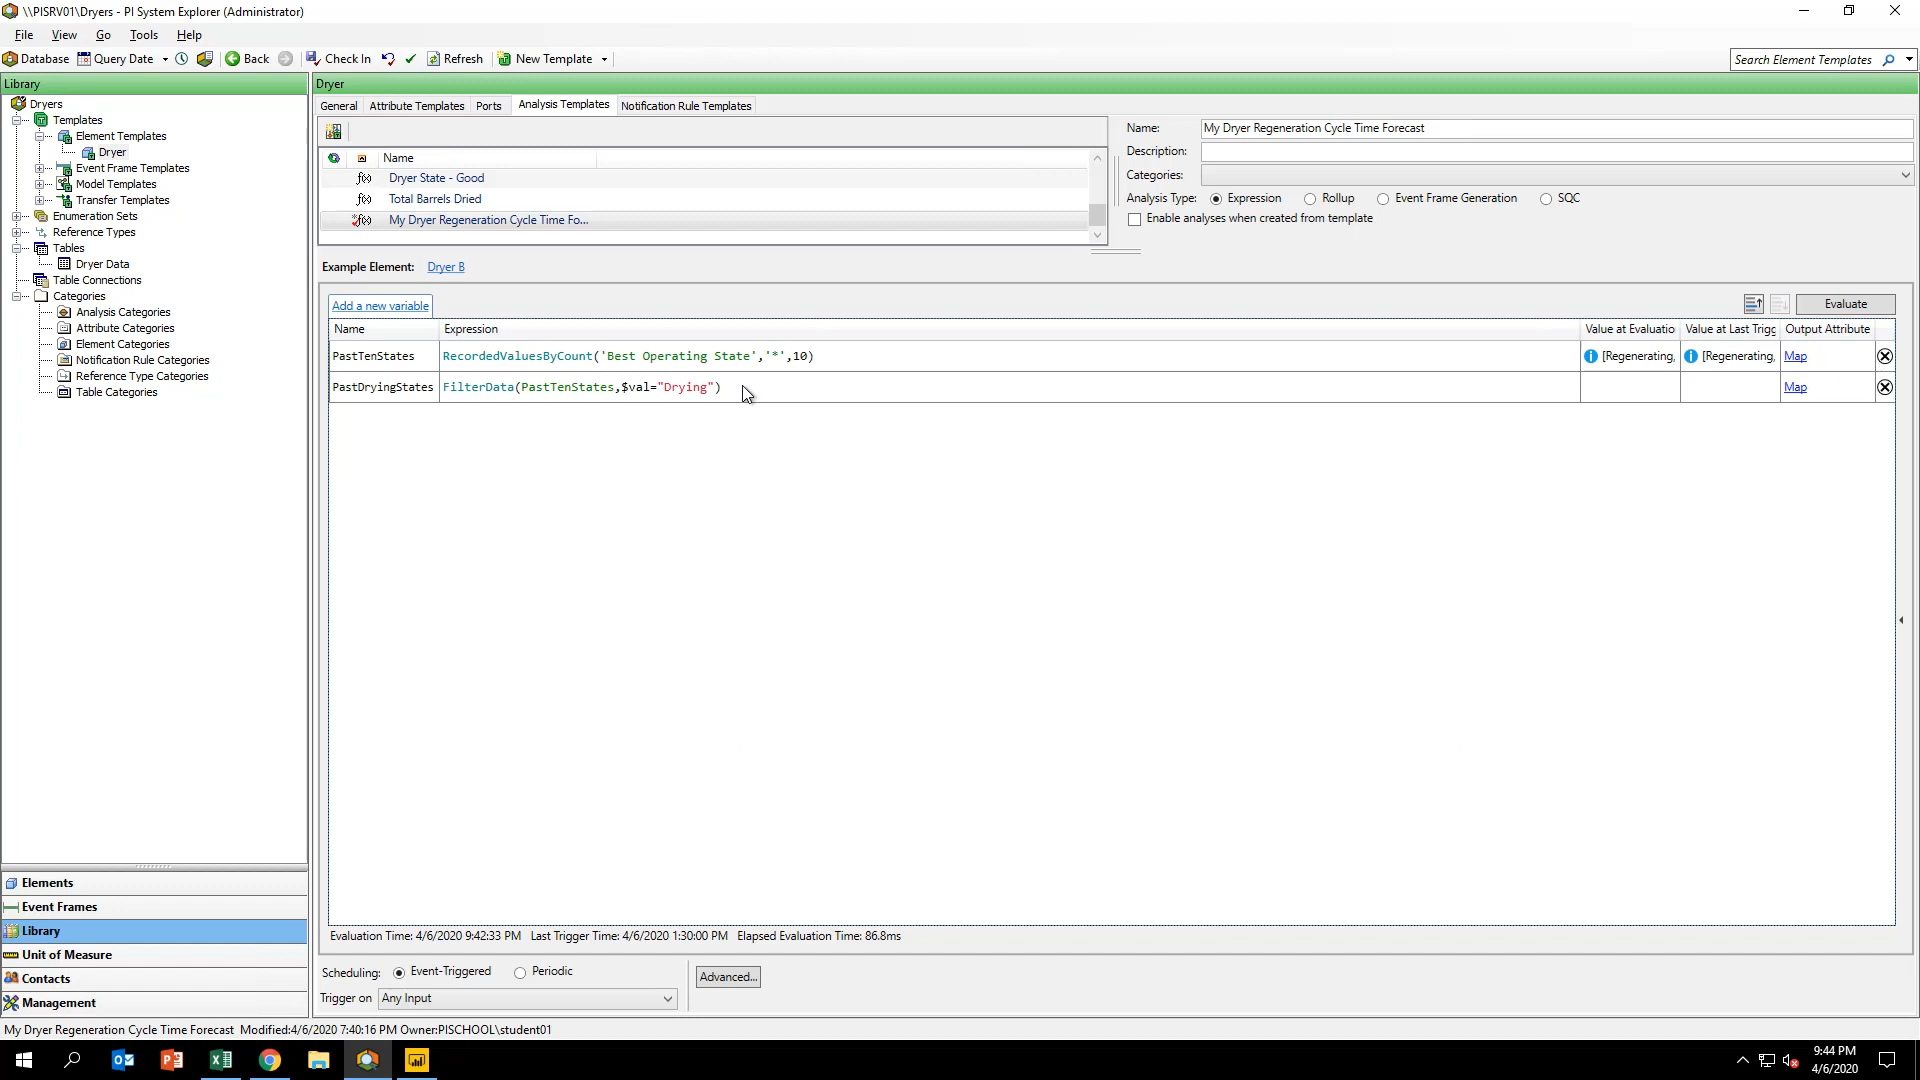 \\PISRV01\Dryers - PI System Explorer (Administrator)
File View Go Tools Help
Database Query Date Back Check In Refresh New Template
Search Element Templates
Library
Dryers
Templates
Element Templates
Dryer
Event Frame Templates
Model Templates
Transfer Templates
Enumeration Sets
Reference Types
Tables
Dryer Data
Table Connections
Categories
Analysis Categories
Attribute Categories
Element Categories
Notification Rule Categories
Reference Type Categories
Table Categories
Elements
Event Frames
Library
Unit of Measure
Contacts
Management
Dryer
General Attribute Templates Ports Analysis Templates Notification Rule Templates
Name
Dryer State - Good
Total Barrels Dried
My Dryer Regeneration Cycle Time Fo...
Name: My Dryer Regeneration Cycle Time Forecast
Description:
Categories:
Analysis Type: Expression Rollup Event Frame Generation SQC
Enable analyses when created from template
Example Element: Dryer B
Add a new variable
Evaluate
Name Expression Value at Evaluatio Value at Last Trigg Output Attribute
PastTenStates RecordedValuesByCount('Best Operating State','*',10) [Regenerating, [Regenerating, Map
PastDryingStates FilterData(PastTenStates,$val="Drying") Map
Evaluation Time: 4/6/2020 9:42:33 PM Last Trigger Time: 4/6/2020 1:30:00 PM Elapsed Evaluation Time: 86.8ms
Scheduling: Event-Triggered Periodic
Advanced...
Trigger on Any Input
My Dryer Regeneration Cycle Time Forecast Modified:4/6/2020 7:40:16 PM Owner:PISCHOOL\student01
9:44 PM
4/6/2020